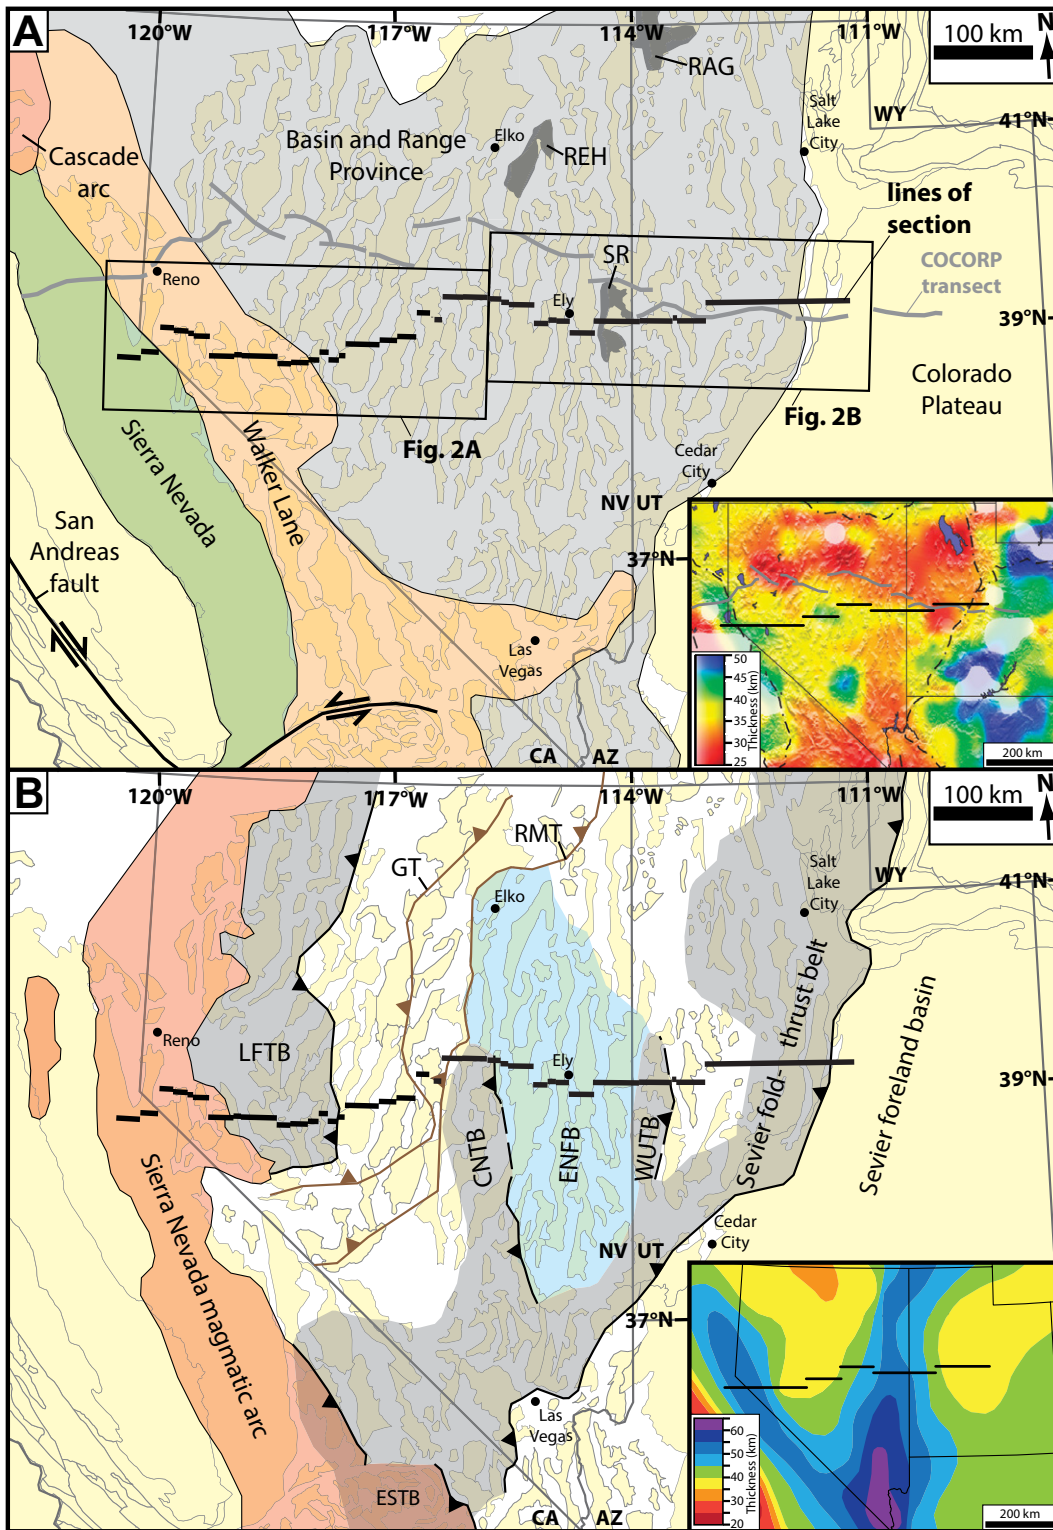 A
120°W
117°W
114°W
111°W
100 km
N
RAG
Salt
Lake
City
WY
41°N
Cascade
arc
Basin and Range
Province
Elko
REH
lines of
section
COCORP
transect
SR
Reno
Ely
39°N
Colorado
Plateau
Fig. 2B
Fig. 2A
Sierra Nevada
Walker Lane
Cedar
City
NV UT
San
Andreas
fault
37°N
Las
Vegas
CA AZ
50
45
40
35
30
25
Thickness (km)
200 km
B
120°W
117°W
114°W
111°W
100 km
N
RMT
GT
Salt
Lake
City
WY
41°N
Elko
Reno
LFTB
Ely
39°N
CNTB
ENFB
WUTB
Sevier fold-thrust belt
Sevier foreland basin
Sierra Nevada magmatic arc
Cedar
City
NV UT
37°N
Las
Vegas
ESTB
CA AZ
60
50
40
30
20
Thickness (km)
200 km